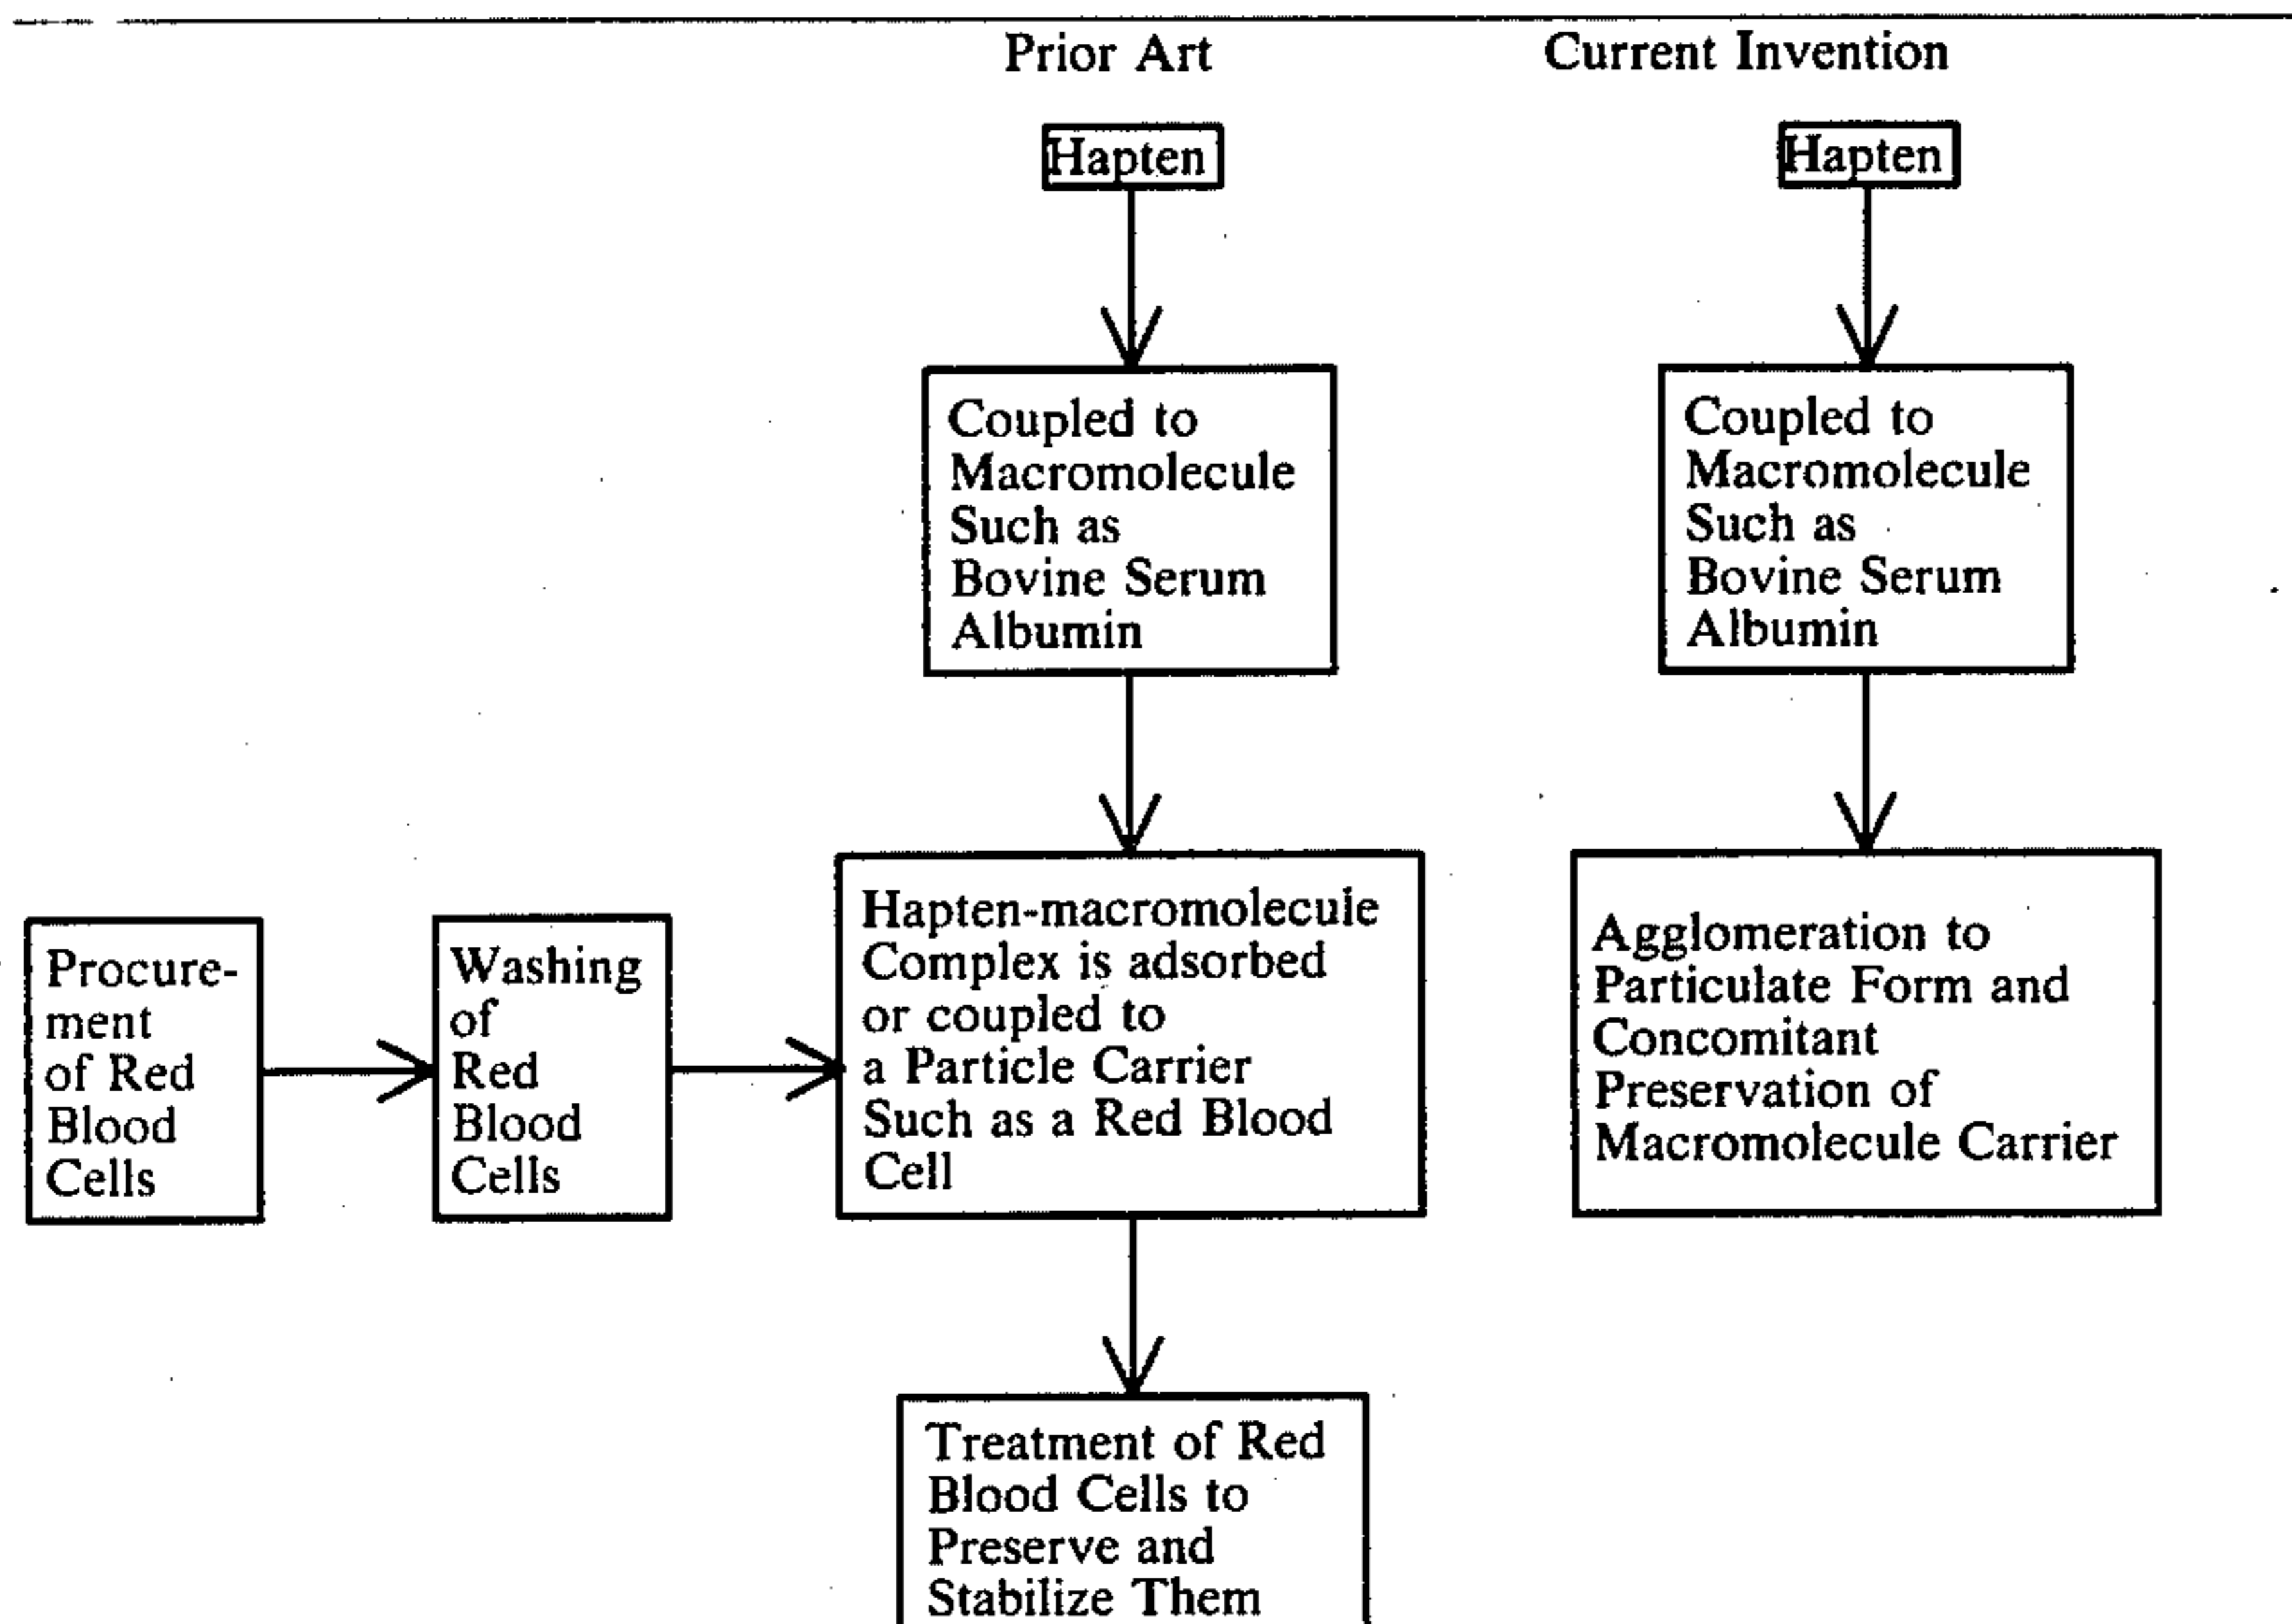 Prior Art
Current Invention
Hapten
Hapten
Coupled to
Macromolecule
Such as
Bovine Serum
Albumin
Coupled to
Macromolecule
Such as
Bovine Serum
Albumin
Procure-
ment
of Red
Blood
Cells
Washing
of
Red
Blood
Cells
Hapten-macromolecule
Complex is adsorbed
or coupled to
a Particle Carrier
Such as a Red Blood
Cell
Agglomeration to
Particulate Form and
Concomitant
Preservation of
Macromolecule Carrier
Treatment of Red
Blood Cells to
Preserve and
Stabilize Them